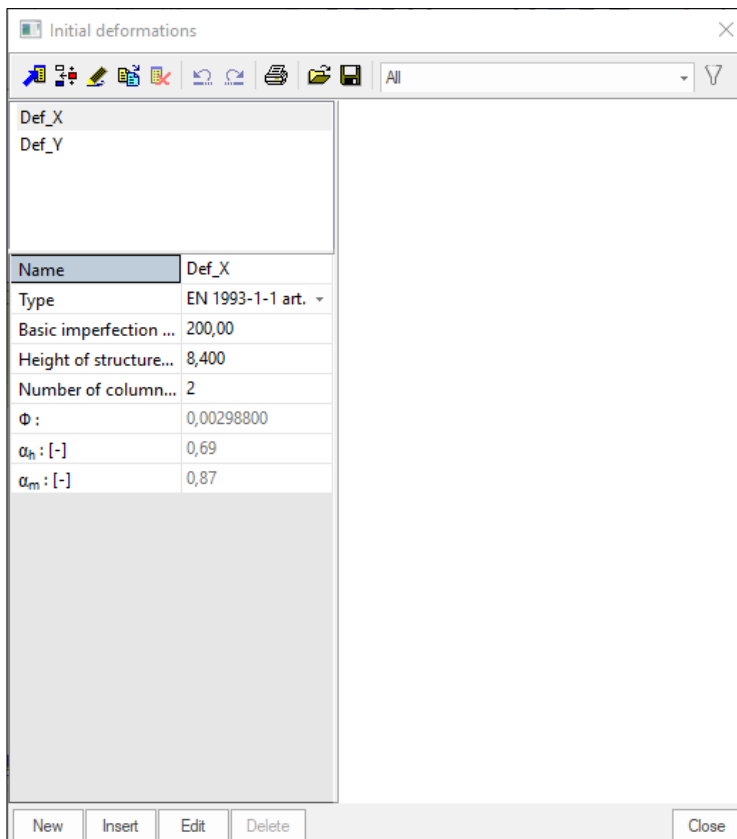 Initial deformations
All
Def_X
Def_Y
Name Def_X
Type EN 1993-1-1 art.
Basic imperfection ... 200,00
Height of structure... 8,400
Number of column... 2
Φ : 0,00298800
αh : [-] 0,69
αm : [-] 0,87
New Insert Edit Delete Close